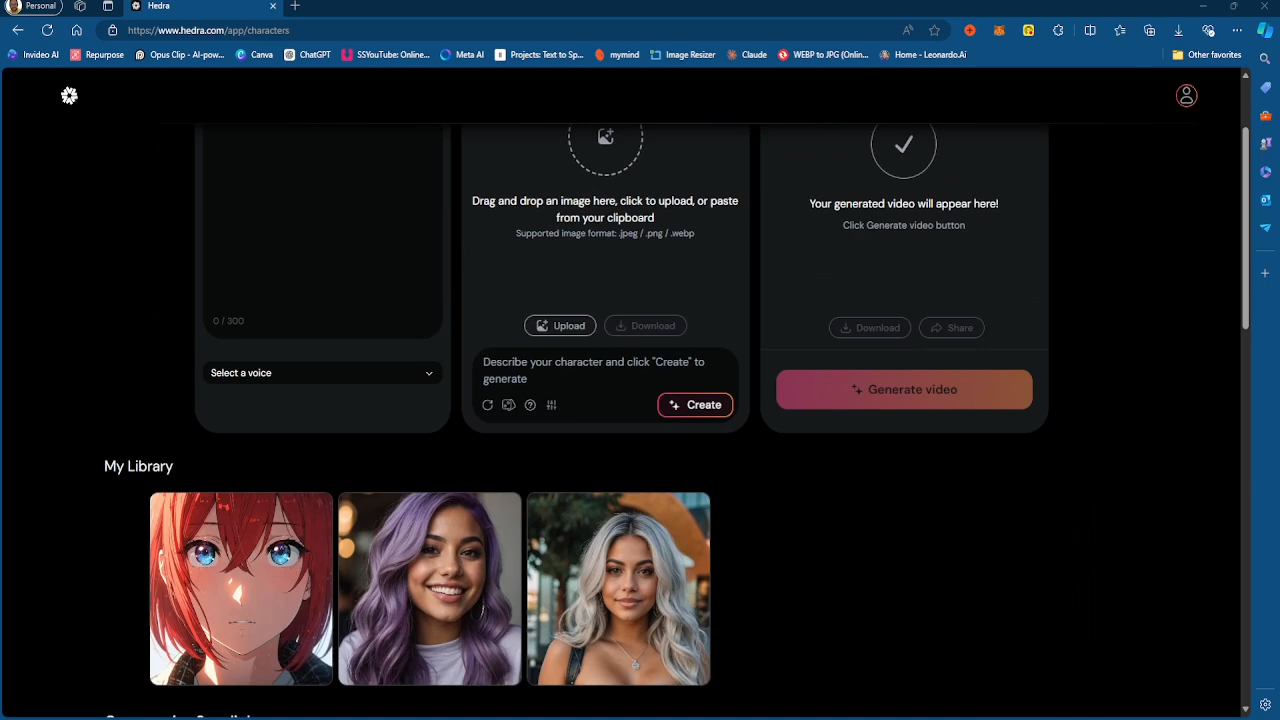 Personal
Hedra
https://www.hedra.com/app/characters
Invideo AI
Repurpose
Opus Clip - AI-pow...
Canva
ChatGPT
SSYouTube: Online...
Meta AI
Projects: Text to Sp...
mymind
Image Resizer
Claude
WEBP to JPG (Onlin...
Home - Leonardo.Ai
Other favorites
0 / 300
Select a voice
Drag and drop an image here, click to upload, or paste
from your clipboard
Supported image format: .jpeg / .png / .webp
Upload
Download
Describe your character and click "Create" to
generate
Create
Your generated video will appear here!
Click Generate video button
Download
Share
Generate video
My Library